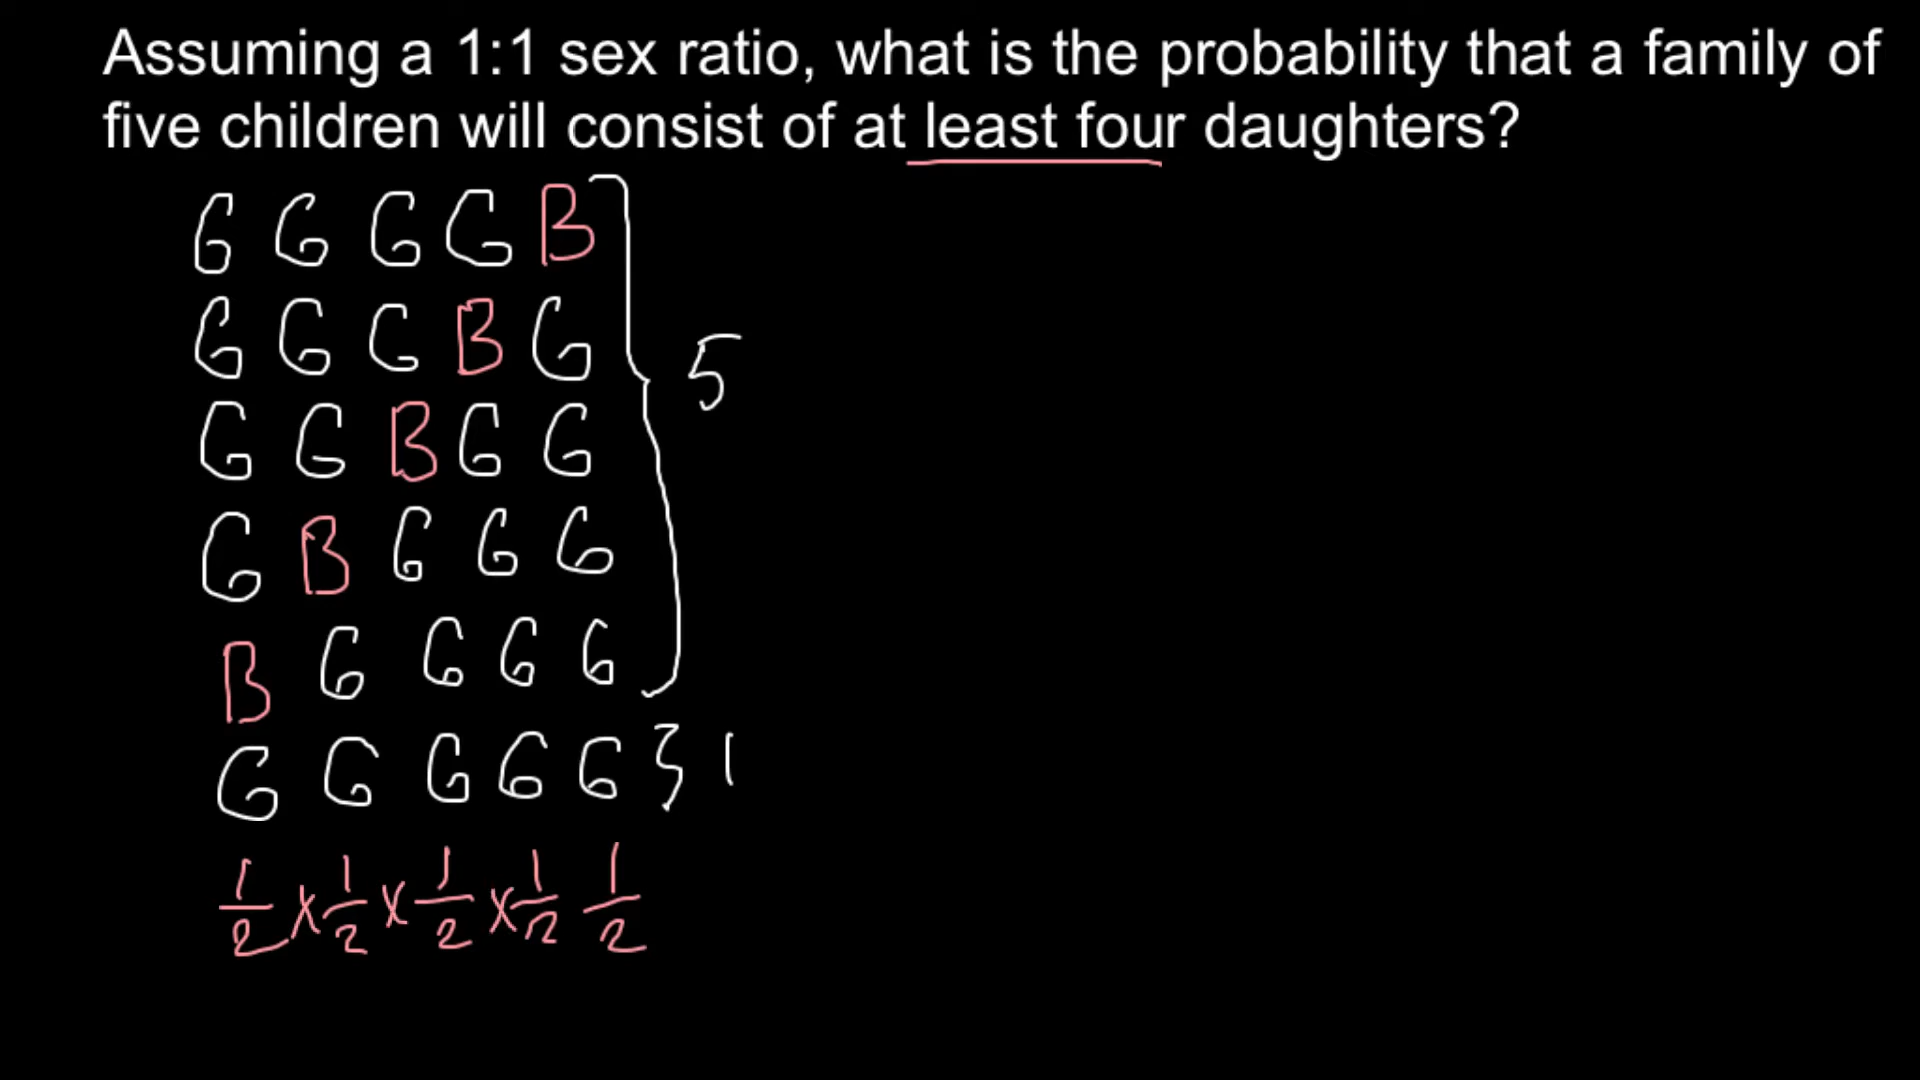 Assuming a 1:1 sex ratio, what is the probability that a family of
five children will consist of at least four daughters?
G G G G B
G G G B G
5
G G B G G
G B G G G
B G G G G
G G G G G } 1
1/2 x 1/2 x 1/2 x 1/2 1/2